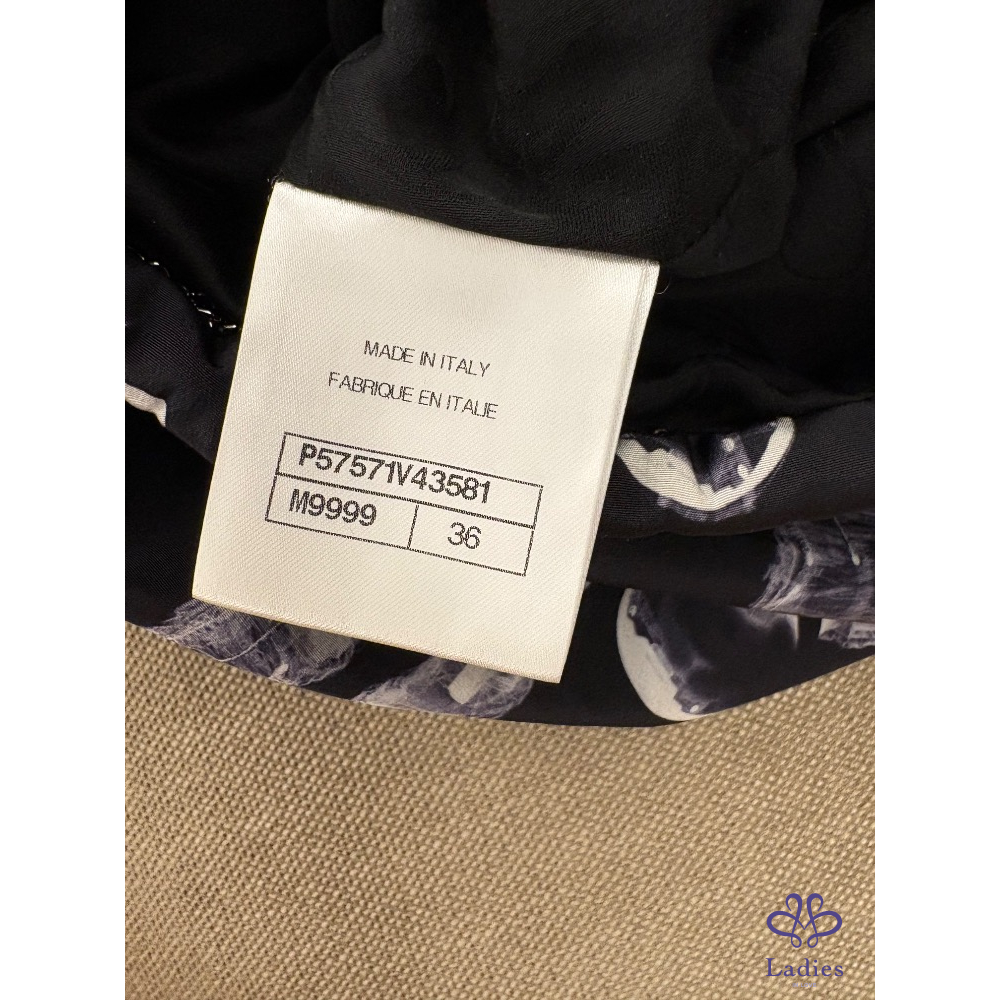 MADE IN ITALY
FABRIQUE EN ITALIE
P57571V43581
M9999 36
Ladies